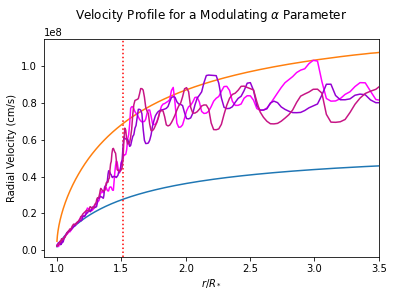 Velocity Profile for a Modulating α Parameter
1e8
1.0
0.8
0.6
0.4
0.2
0.0
Radial Velocity (cm/s)
1.0 1.5 2.0 2.5 3.0 3.5
r/R*